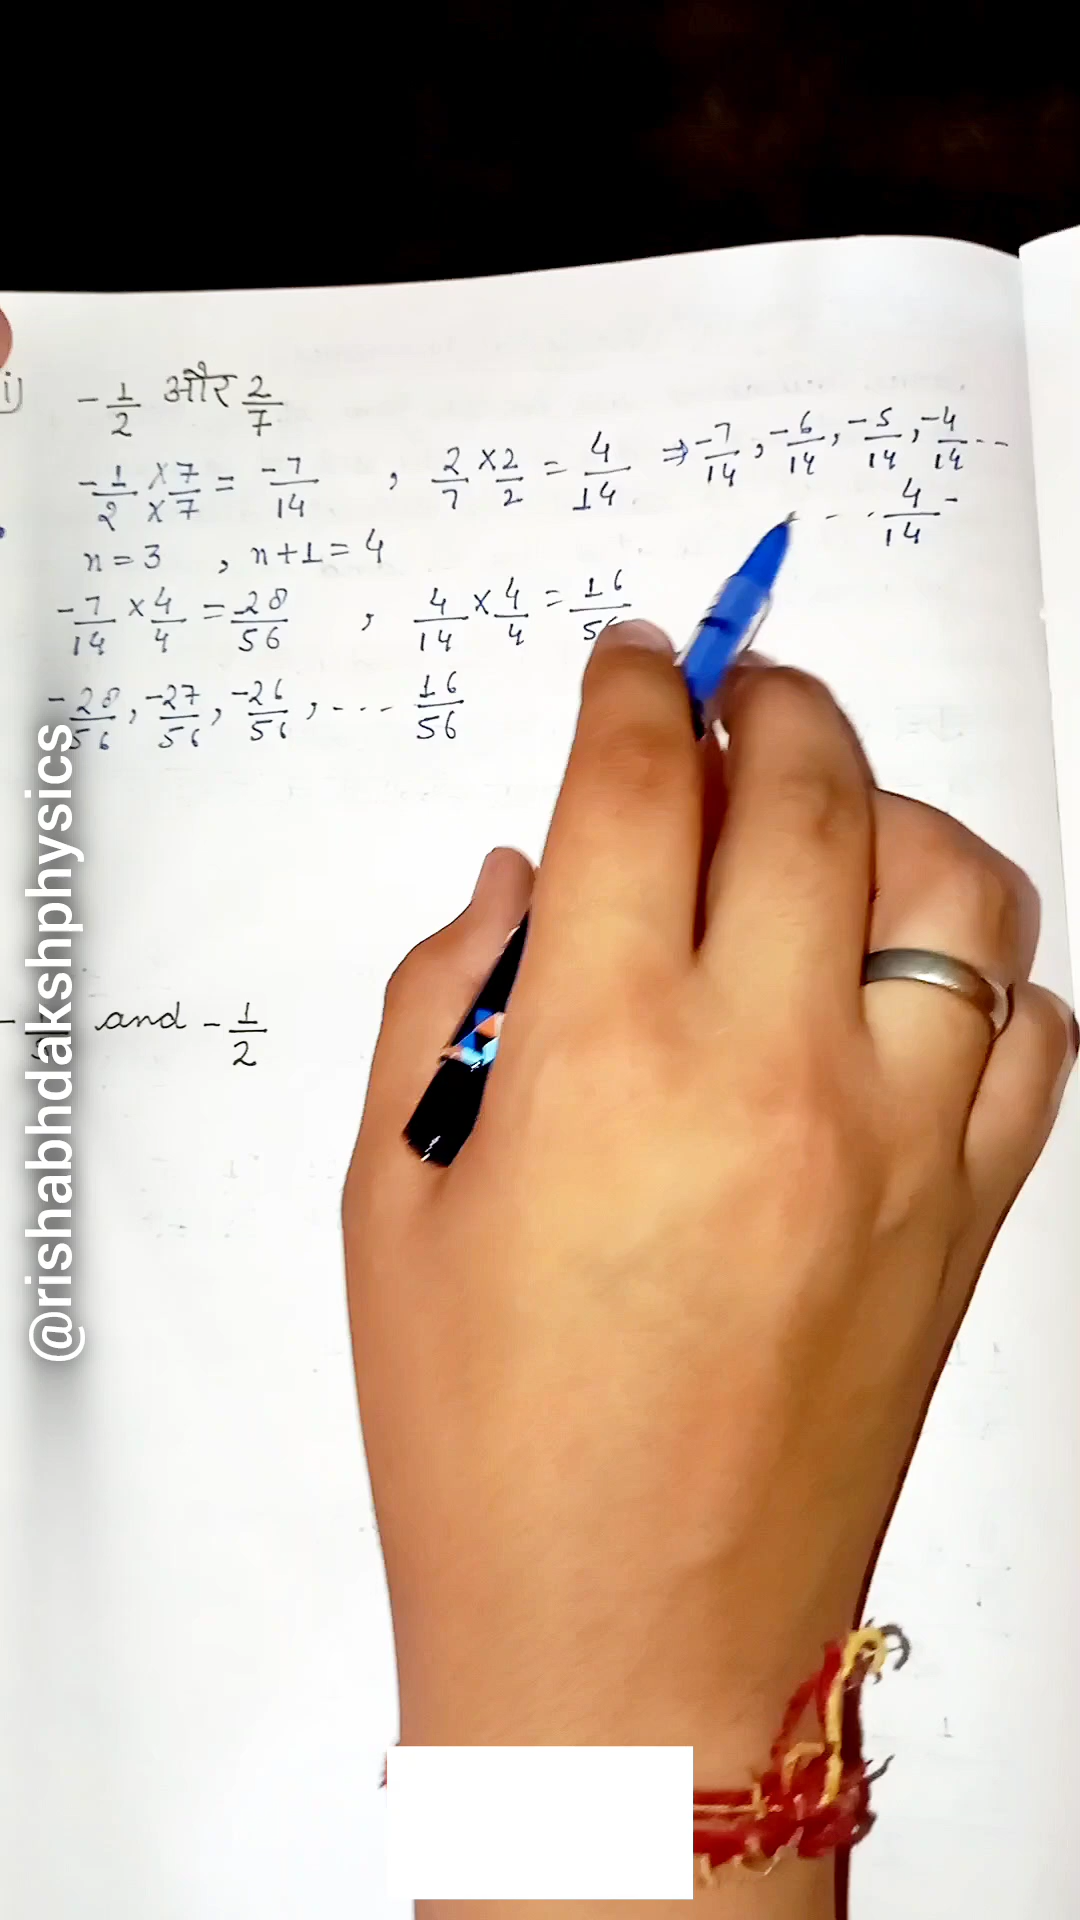 i) -1/2 और 2/7
-1/2 ×7/×7 = -7/14 , 2/7 ×2/2 = 4/14 ⇒ -7/14, -6/14, -5/14, -4/14 ---
- - · 4/14 -
n=3 , n+1=4
-7/14 × 4/4 = -28/56 , 4/14 × 4/4 = 16/56
-28/56, -27/56, -26/56, --- 16/56
and -1/2
@rishabhdakshphysics